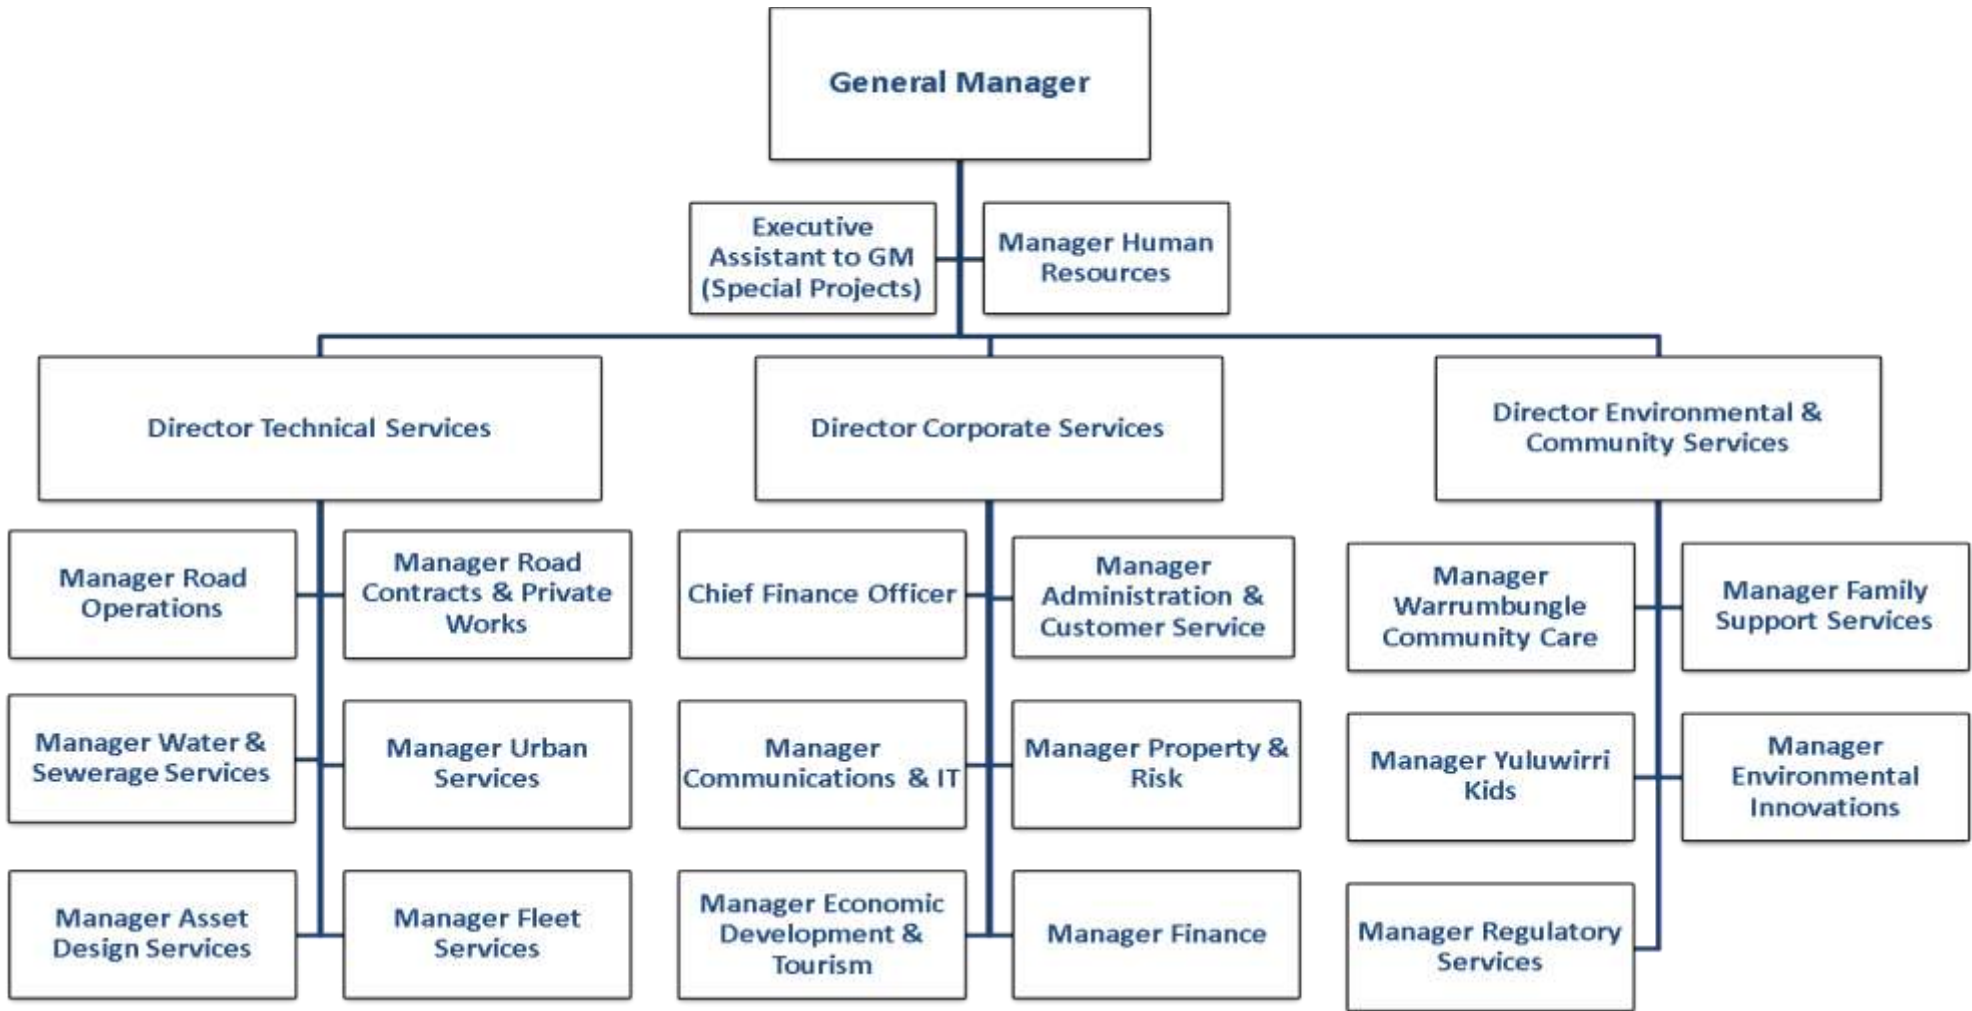 General Manager
Executive
Assistant to GM
(Special Projects)
Manager Human
Resources
Director Technical Services
Director Corporate Services
Director Environmental &
Community Services
Manager Road
Operations
Manager Road
Contracts & Private
Works
Chief Finance Officer
Manager
Administration &
Customer Service
Manager
Warrumbungle
Community Care
Manager Family
Support Services
Manager Water &
Sewerage Services
Manager Urban
Services
Manager
Communications & IT
Manager Property &
Risk
Manager Yuluwirri
Kids
Manager
Environmental
Innovations
Manager Asset
Design Services
Manager Fleet
Services
Manager Economic
Development &
Tourism
Manager Finance
Manager Regulatory
Services